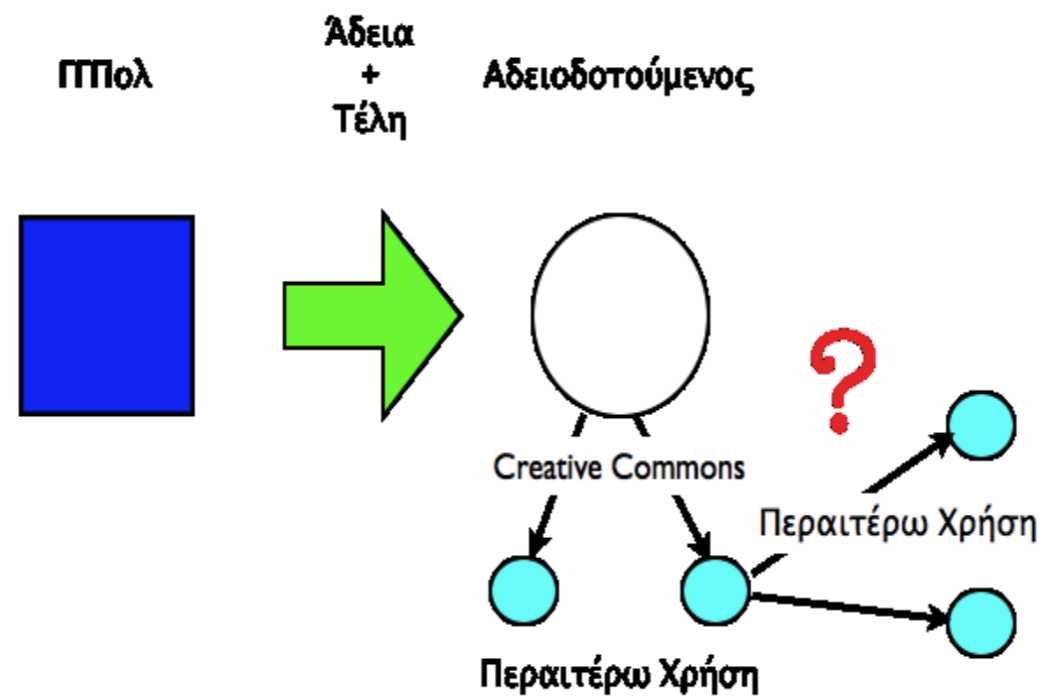 ΠΠολ
Άδεια
+
Τέλη
Αδειοδοτούμενος
?
Creative Commons
Περαιτέρω Χρήση
Περαιτέρω Χρήση